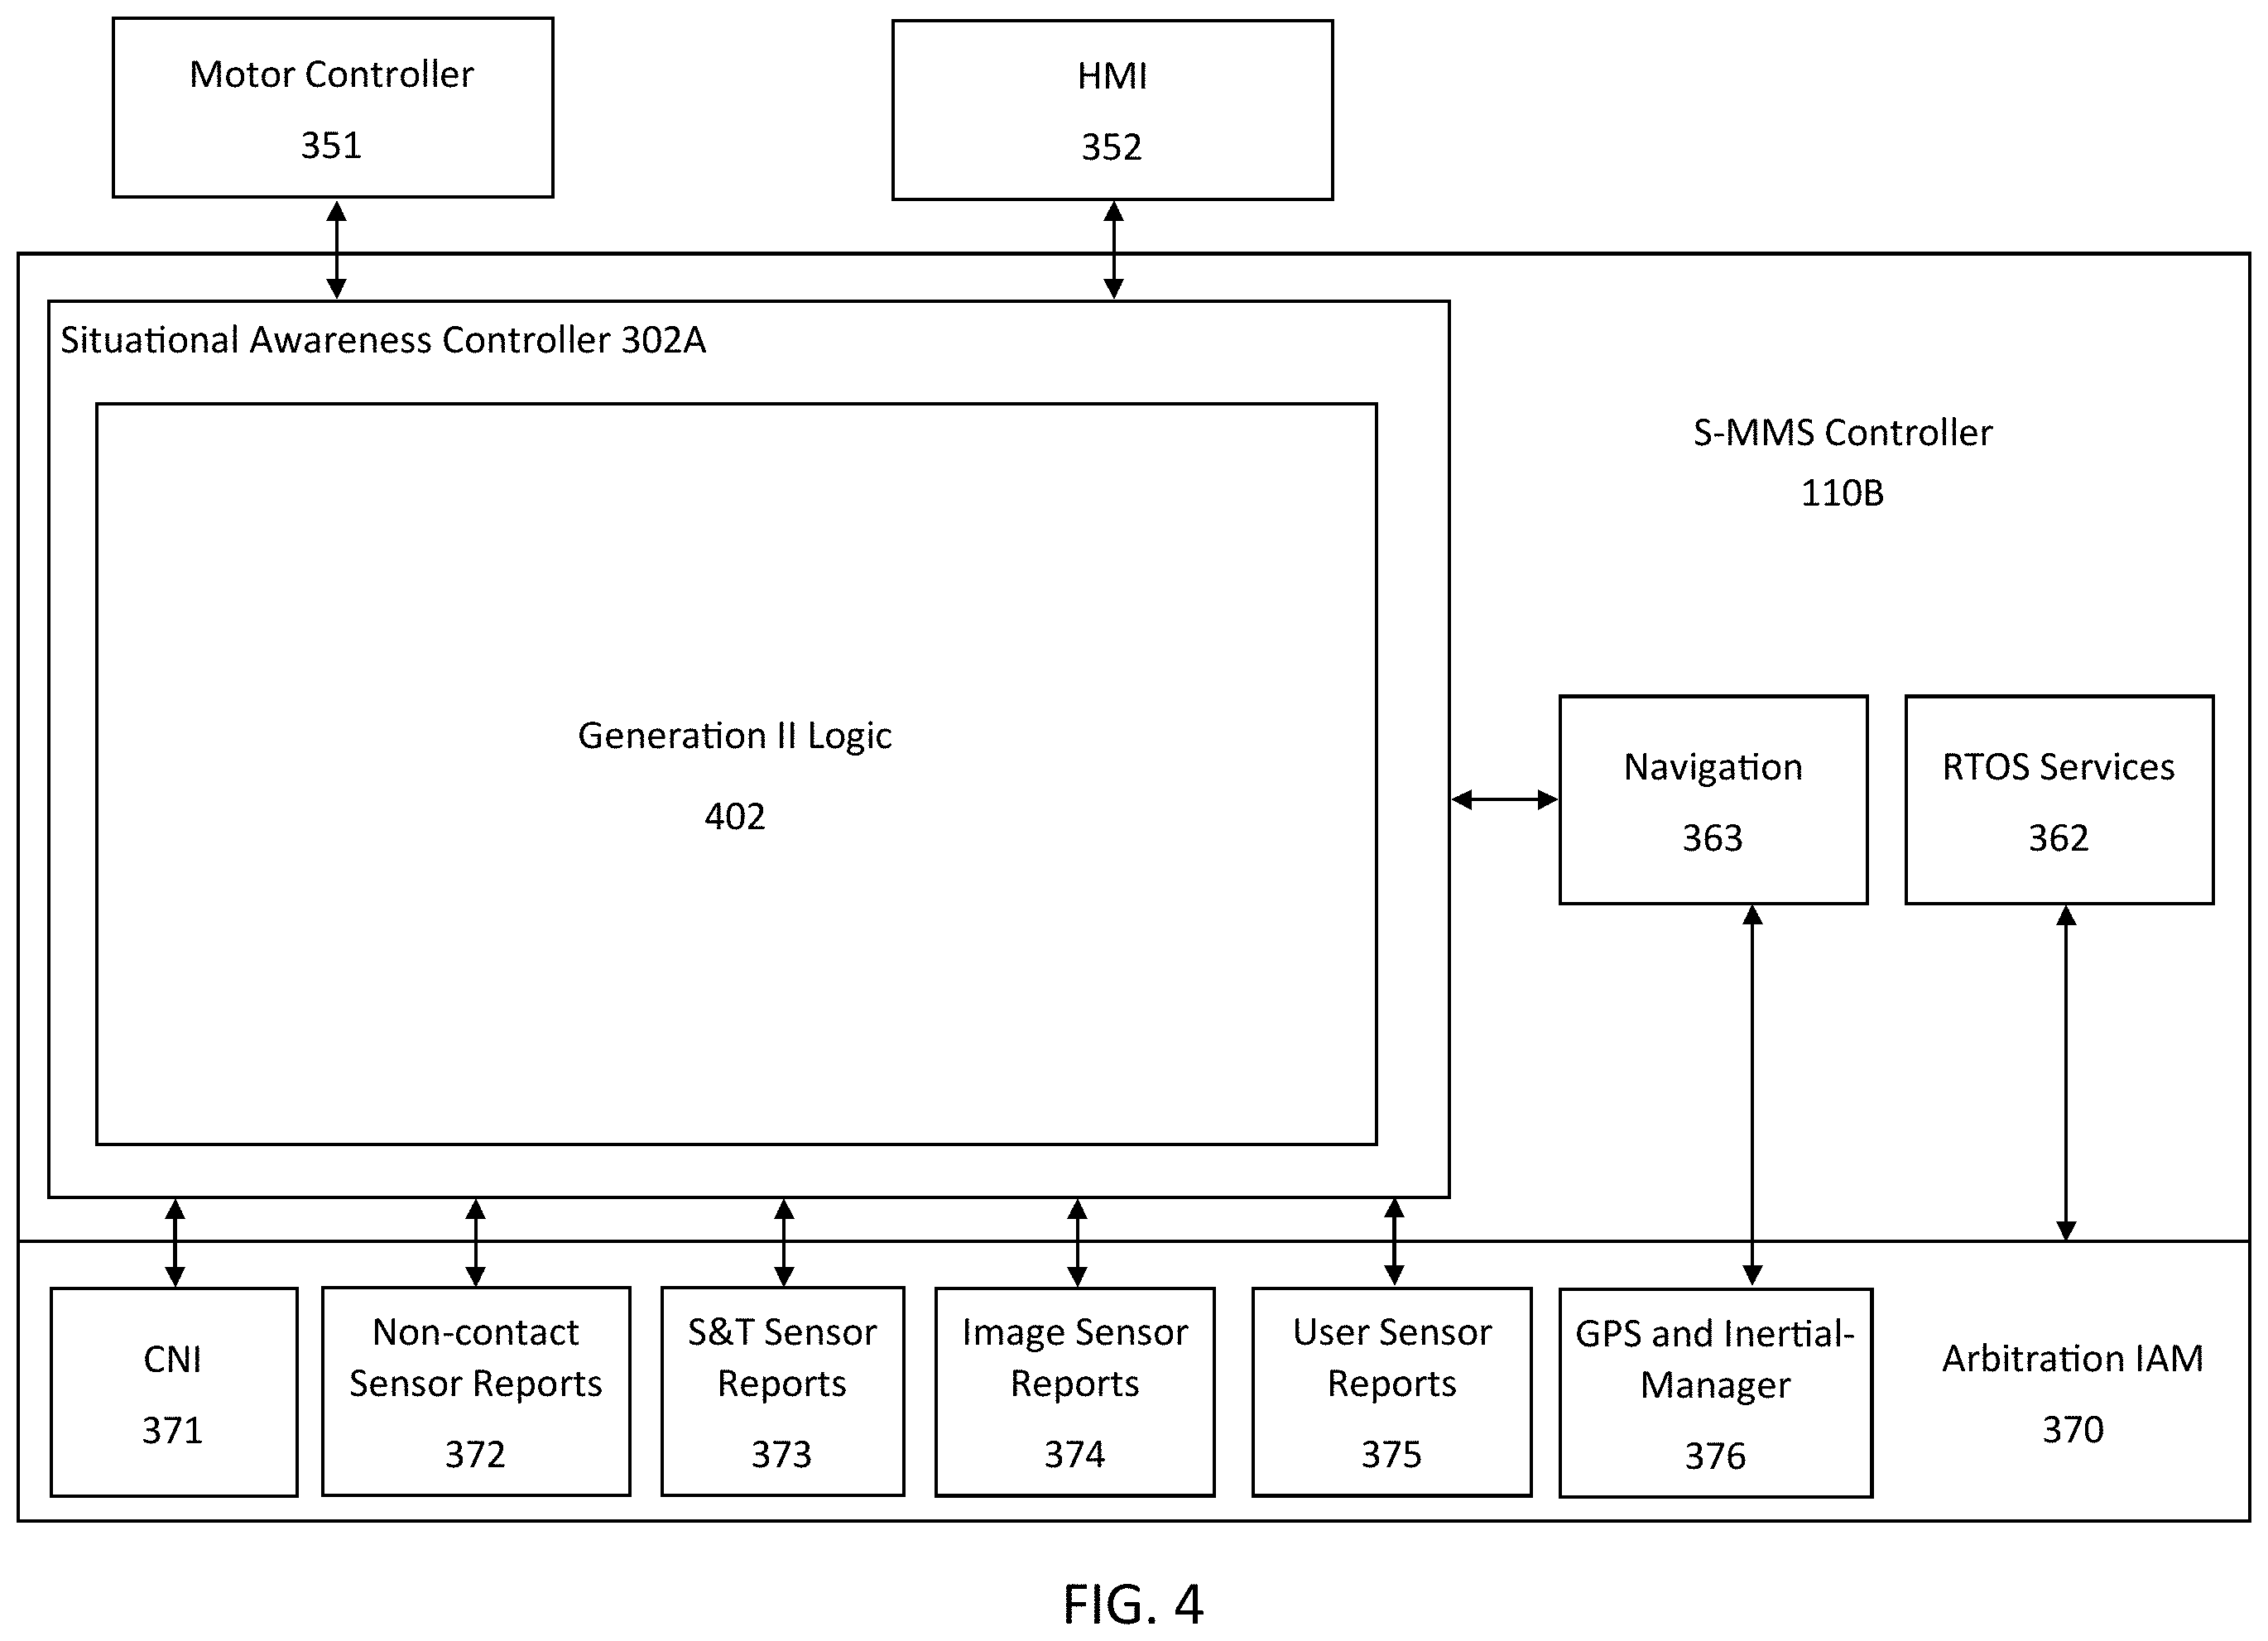 Motor Controller
351
HMI
352
Situational Awareness Controller 302A
S-MMS Controller
110B
Generation II Logic
402
Navigation
363
RTOS Services
362
CNI
371
Non-contact
Sensor Reports
372
S&T Sensor
Reports
373
Image Sensor
Reports
374
User Sensor
Reports
375
GPS and Inertial-
Manager
376
Arbitration IAM
370
FIG. 4